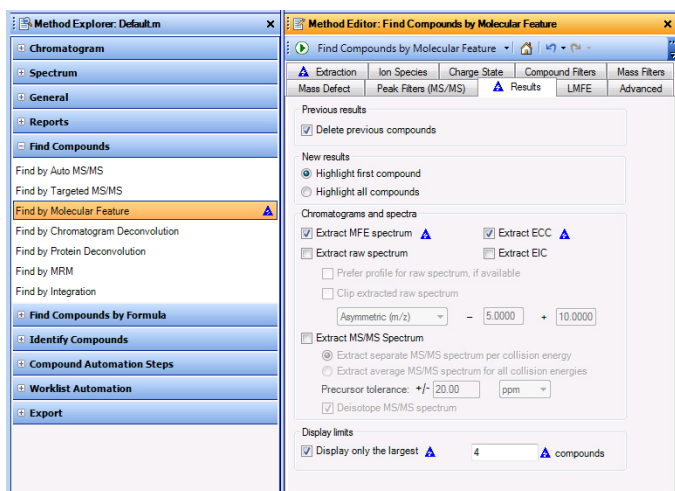 Method Explorer: Default.m
Chromatogram
Spectrum
General
Reports
Find Compounds
Find by Auto MS/MS
Find by Targeted MS/MS
Find by Molecular Feature
Find by Chromatogram Deconvolution
Find by Protein Deconvolution
Find by MRM
Find by Integration
Find Compounds by Formula
Identify Compounds
Compound Automation Steps
Worklist Automation
Export
Method Editor: Find Compounds by Molecular Feature
Find Compounds by Molecular Feature
Extraction Ion Species Charge State Compound Filters Mass Filters
Mass Defect Peak Filters (MS/MS) Results LMFE Advanced
Previous results
Delete previous compounds
New results
Highlight first compound
Highlight all compounds
Chromatograms and spectra
Extract MFE spectrum Extract ECC
Extract raw spectrum Extract EIC
Prefer profile for raw spectrum, if available
Clip extracted raw spectrum
Asymmetric (m/z) - 5.0000 + 10.0000
Extract MS/MS Spectrum
Extract separate MS/MS spectrum per collision energy
Extract average MS/MS spectrum for all collision energies
Precursor tolerance: +/- 20.00 ppm
Deisotope MS/MS spectrum
Display limits
Display only the largest 4 compounds